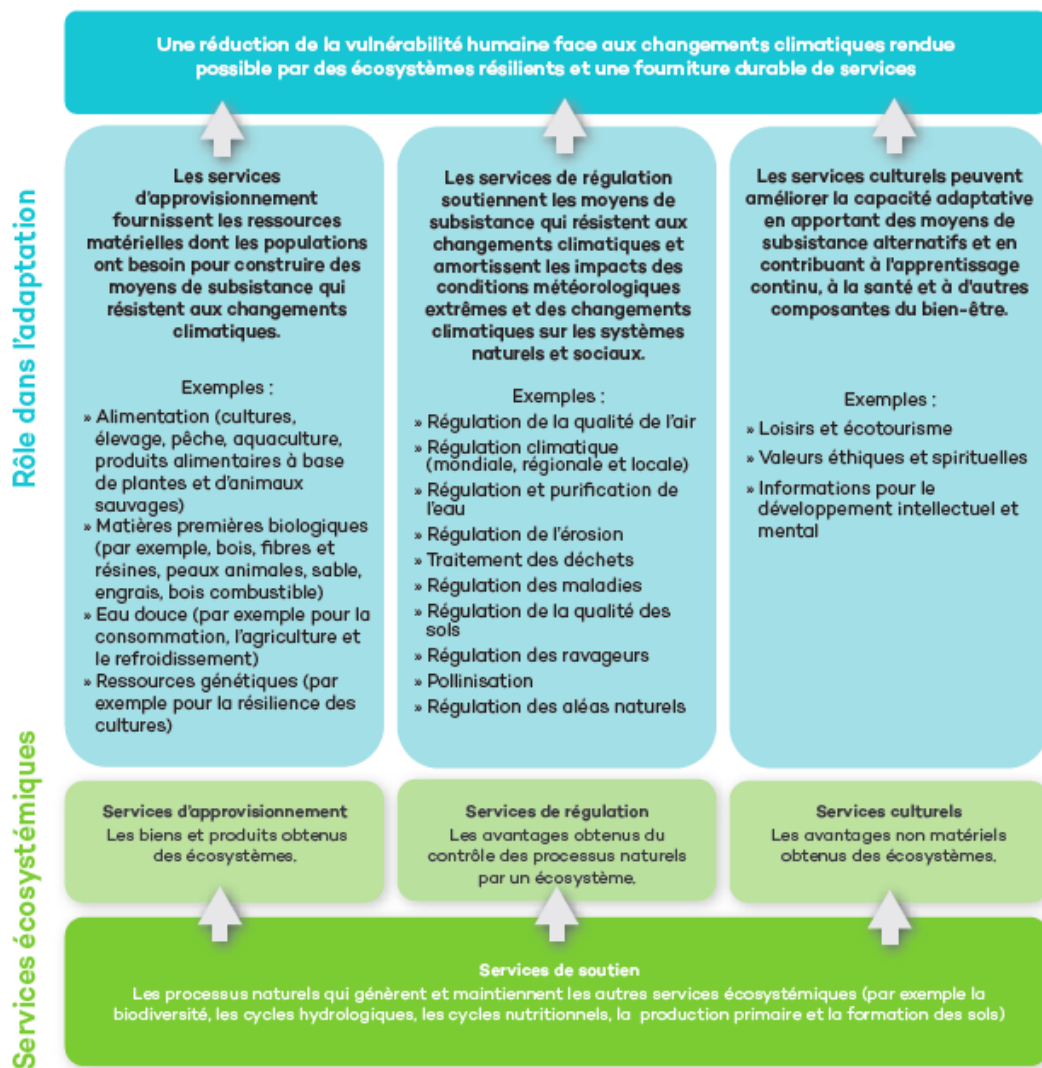 Une réduction de la vulnérabilité humaine face aux changements climatiques rendue
possible par des écosystèmes résilients et une fourniture durable de services
Rôle dans l'adaptation
Les services
d'approvisionnement
fournissent les ressources
matérielles dont les populations
ont besoin pour construire des
moyens de subsistance qui
résistent aux changements
climatiques.
Exemples :
» Alimentation (cultures,
élevage, pêche, aquaculture,
produits alimentaires à base
de plantes et d'animaux
sauvages)
» Matières premières biologiques
(par exemple, bois, fibres et
résines, peaux animales, sable,
engrais, bois combustible)
» Eau douce (par exemple pour la
consommation, l'agriculture et
le refroidissement)
» Ressources génétiques (par
exemple pour la résilience des
cultures)
Les services de régulation
soutiennent les moyens de
subsistance qui résistent aux
changements climatiques et
amortissent les impacts des
conditions météorologiques
extrêmes et des changements
climatiques sur les systèmes
naturels et sociaux.
Exemples :
» Régulation de la qualité de l'air
» Régulation climatique
(mondiale, régionale et locale)
» Régulation et purification de
l'eau
» Régulation de l'érosion
» Traitement des déchets
» Régulation des maladies
» Régulation de la qualité des
sols
» Régulation des ravageurs
» Pollinisation
» Régulation des aléas naturels
Les services culturels peuvent
améliorer la capacité adaptative
en apportant des moyens de
subsistance alternatifs et en
contribuant à l'apprentissage
continu, à la santé et à d'autres
composantes du bien-être.
Exemples :
» Loisirs et écotourisme
» Valeurs éthiques et spirituelles
» Informations pour le
développement intellectuel et
mental
Services écosystémiques
Services d'approvisionnement
Les biens et produits obtenus
des écosystèmes.
Services de régulation
Les avantages obtenus du
contrôle des processus naturels
par un écosystème.
Services culturels
Les avantages non matériels
obtenus des écosystèmes.
Services de soutien
Les processus naturels qui génèrent et maintiennent les autres services écosystémiques (par exemple la
biodiversité, les cycles hydrologiques, les cycles nutritionnels, la production primaire et la formation des sols)